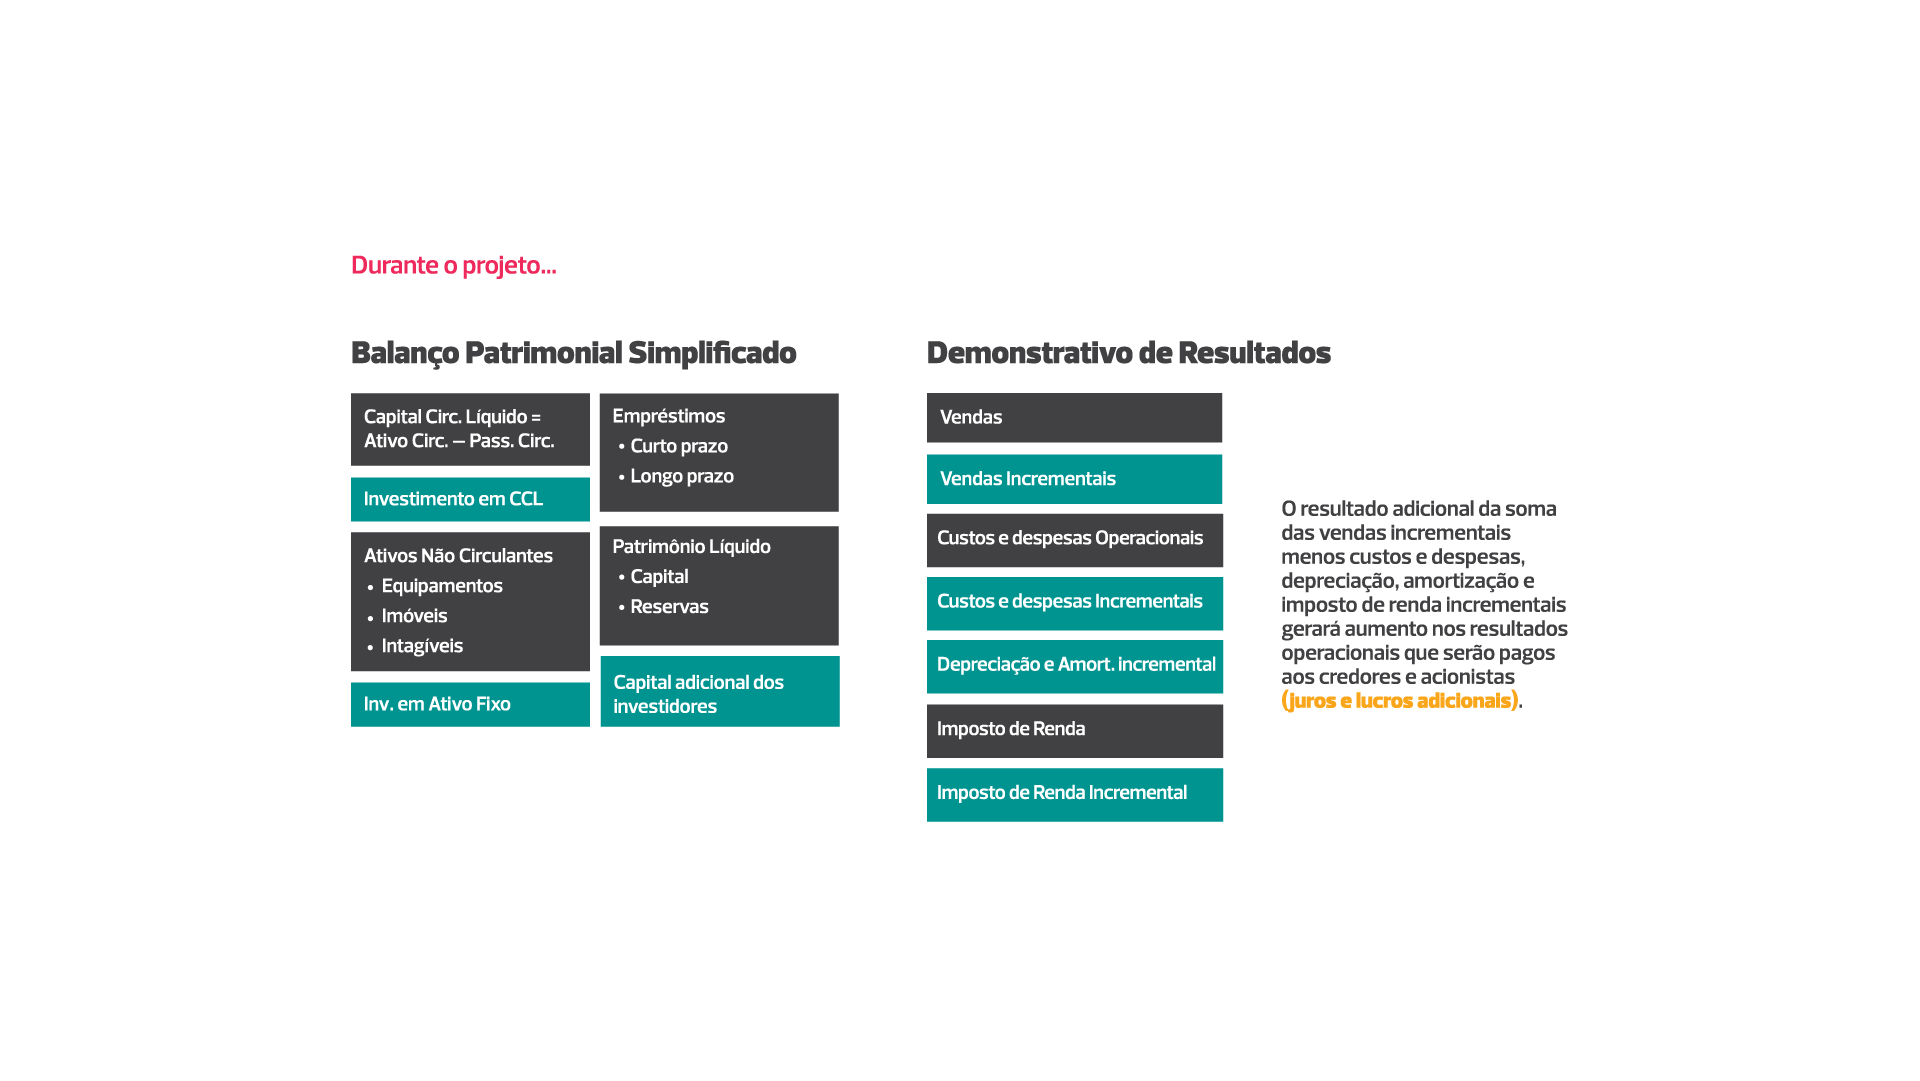 Durante o projeto...
Balanço Patrimonial Simplificado
Capital Circ. Líquido =
Ativo Circ. – Pass. Circ.
Investimento em CCL
Ativos Não Circulantes
• Equipamentos
• Imóveis
• Intagíveis
Inv. em Ativo Fixo
Empréstimos
• Curto prazo
• Longo prazo
Patrimônio Líquido
• Capital
• Reservas
Capital adicional dos
investidores
Demonstrativo de Resultados
Vendas
Vendas Incrementais
Custos e despesas Operacionais
Custos e despesas Incrementais
Depreciação e Amort. incremental
Imposto de Renda
Imposto de Renda Incremental
O resultado adicional da soma
das vendas incrementais
menos custos e despesas,
depreciação, amortização e
imposto de renda incrementais
gerará aumento nos resultados
operacionais que serão pagos
aos credores e acionistas
(juros e lucros adicionais).